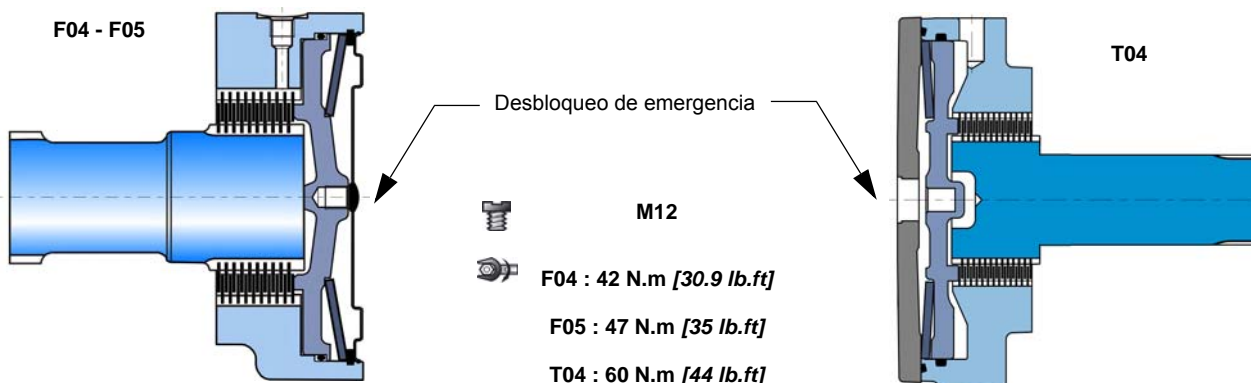 F04 - F05
T04
Desbloqueo de emergencia
M12
F04 : 42 N.m [30.9 lb.ft]
F05 : 47 N.m [35 lb.ft]
T04 : 60 N.m [44 lb.ft]